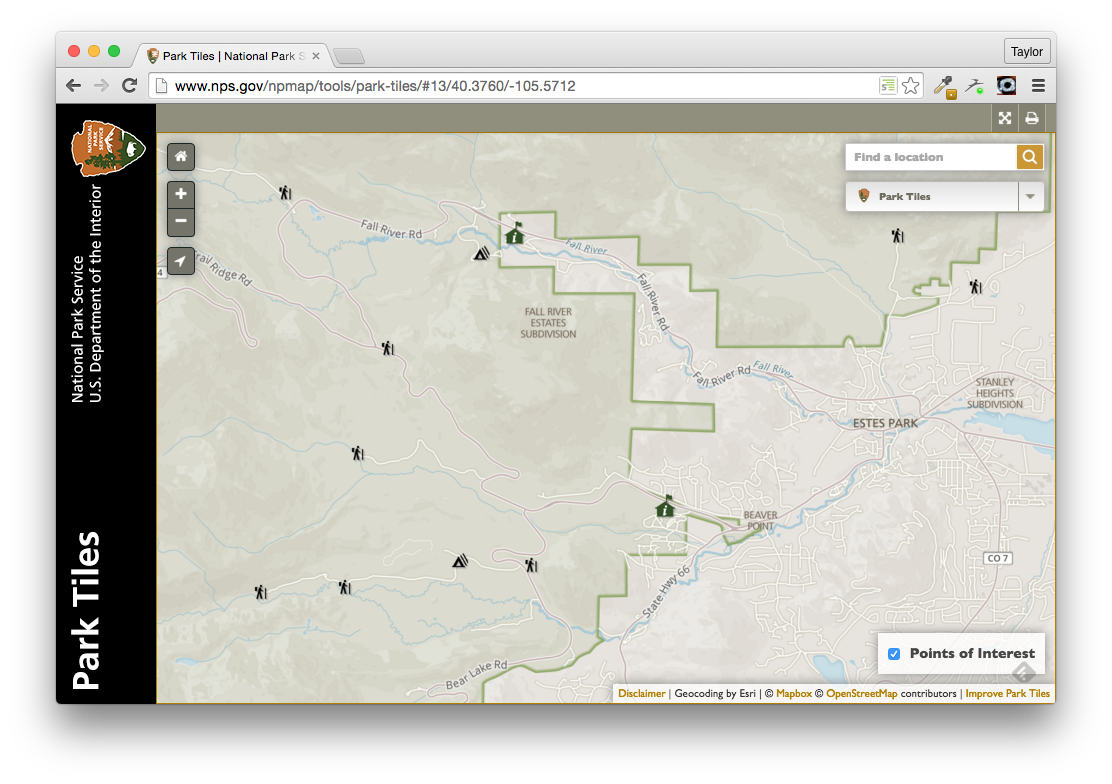 Park Tiles | National Park S
Taylor
www.nps.gov/npmap/tools/park-tiles/#13/40.3760/-105.5712
NATIONAL
PARK
SERVICE
National Park Service
U.S. Department of the Interior
Park Tiles
Find a location
Park Tiles
Fall River Rd
Fall River
rail Ridge Rd
4
Fall River Rd
FALL RIVER
ESTATES
SUBDIVISION
Fall River Rd
Fall River
STANLEY
HEIGHTS
SUBDIVISION
ESTES PARK
BEAVER
POINT
CO 7
State Hwy 66
Bear Lake Rd
Points of Interest
Disclaimer | Geocoding by Esri | © Mapbox © OpenStreetMap contributors | Improve Park Tiles